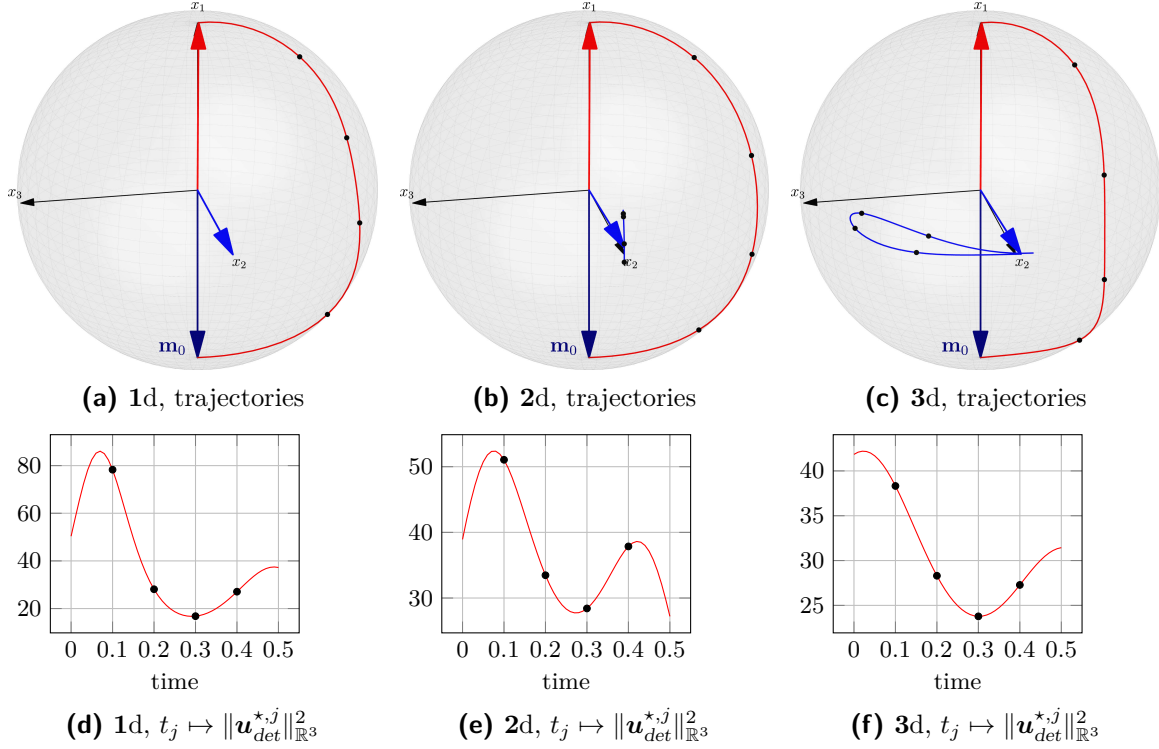 x₁ x₁ x₁
x₃ x₃ x₃
x₂ x₂ x₂
m₀ m₀ m₀
(a) 1d, trajectories (b) 2d, trajectories (c) 3d, trajectories
80
60
40
20
0 0.1 0.2 0.3 0.4 0.5
time
50
40
30
0 0.1 0.2 0.3 0.4 0.5
time
40
35
30
25
0 0.1 0.2 0.3 0.4 0.5
time
(d) 1d, t_j ↦ ‖u_{det}^{⋆,j}‖²_{ℝ³} (e) 2d, t_j ↦ ‖u_{det}^{⋆,j}‖²_{ℝ³} (f) 3d, t_j ↦ ‖u_{det}^{⋆,j}‖²_{ℝ³}